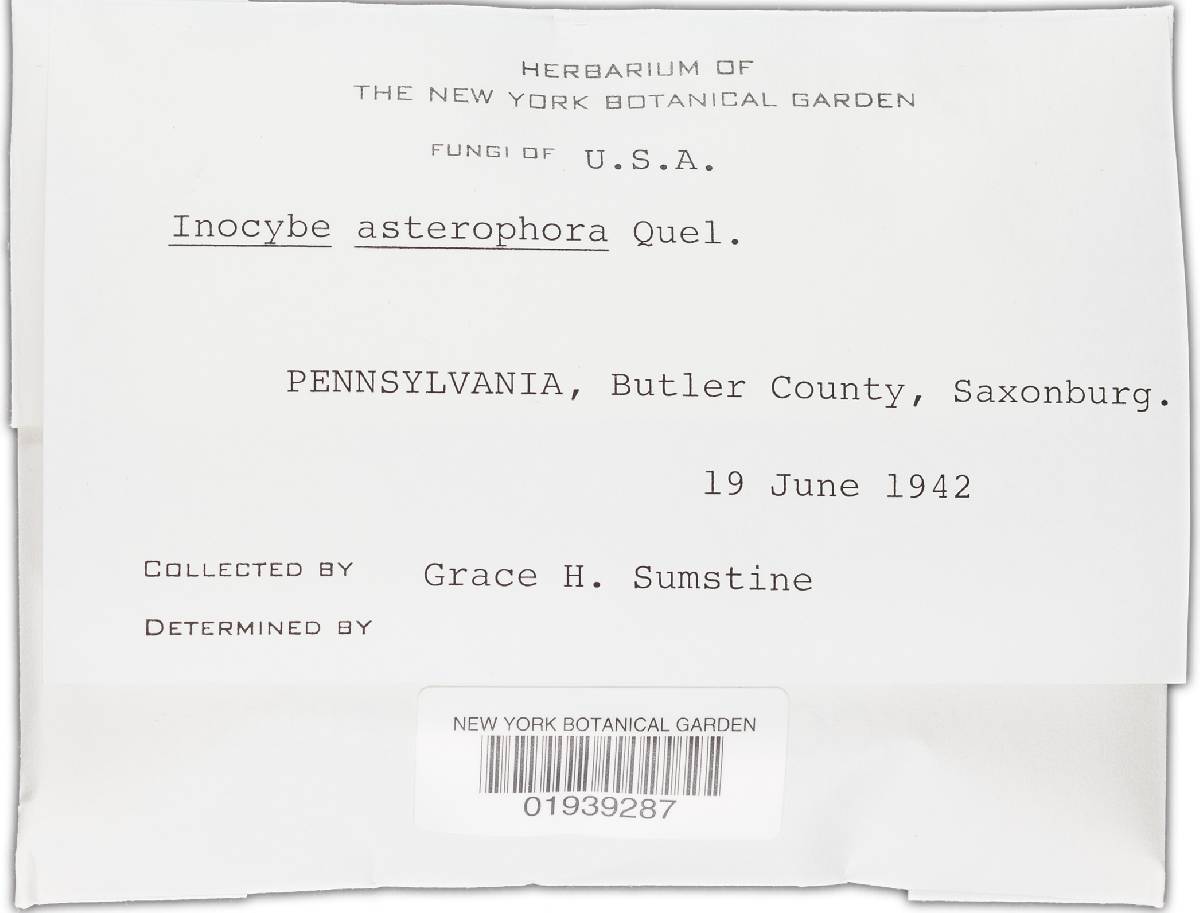 HERBARIUM OF
THE NEW YORK BOTANICAL GARDEN
FUNGI OF U.S.A.
Inocybe asterophora Quel.
PENNSYLVANIA, Butler County, Saxonburg.
19 June 1942
COLLECTED BY Grace H. Sumstine
DETERMINED BY
NEW YORK BOTANICAL GARDEN
01939287